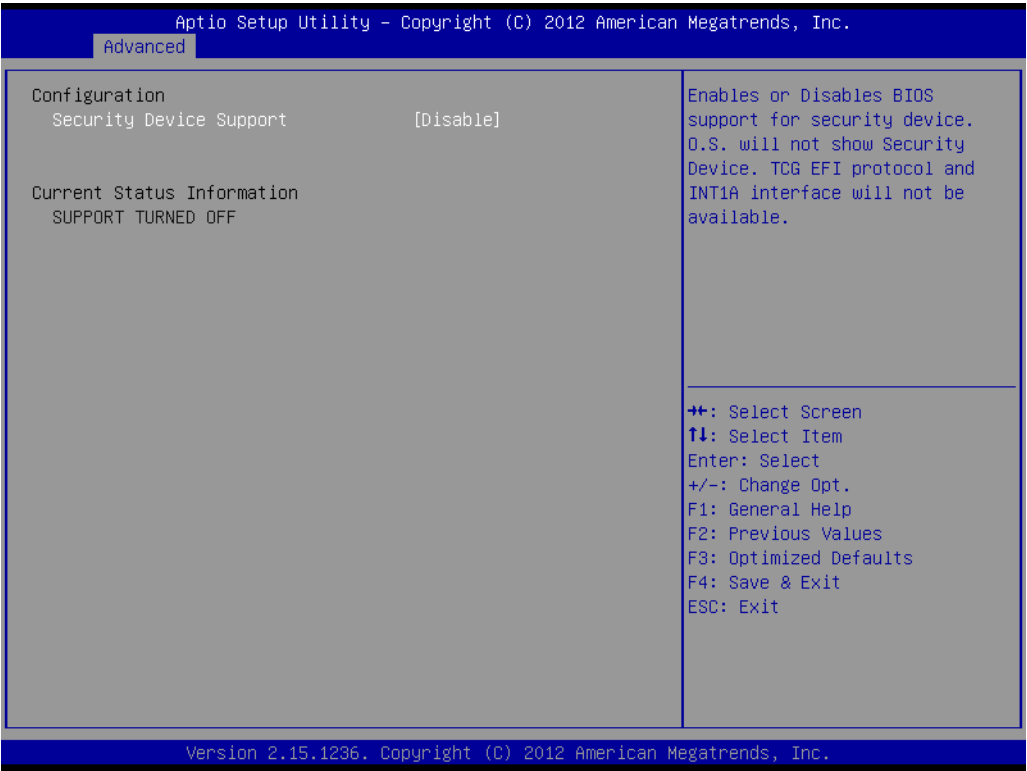 Aptio Setup Utility – Copyright (C) 2012 American Megatrends, Inc.
Advanced
Configuration
Security Device Support [Disable]
Current Status Information
SUPPORT TURNED OFF
Enables or Disables BIOS
support for security device.
O.S. will not show Security
Device. TCG EFI protocol and
INT1A interface will not be
available.
→←: Select Screen
↑↓: Select Item
Enter: Select
+/-: Change Opt.
F1: General Help
F2: Previous Values
F3: Optimized Defaults
F4: Save & Exit
ESC: Exit
Version 2.15.1236. Copyright (C) 2012 American Megatrends, Inc.